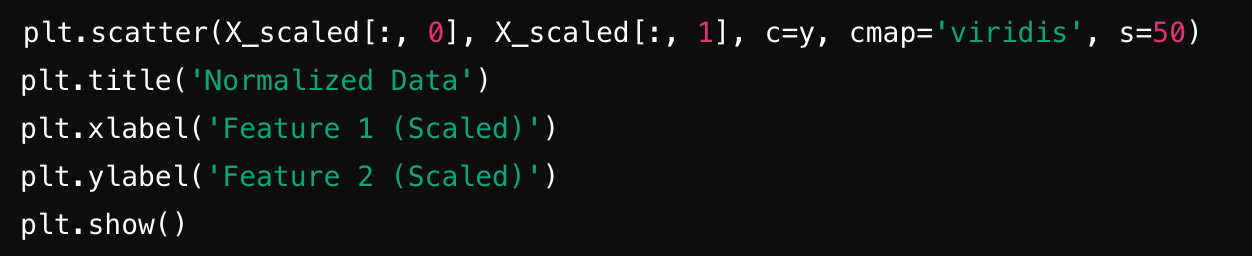 plt.scatter(X_scaled[:, 0], X_scaled[:, 1], c=y, cmap='viridis', s=50)
plt.title('Normalized Data')
plt.xlabel('Feature 1 (Scaled)')
plt.ylabel('Feature 2 (Scaled)')
plt.show()